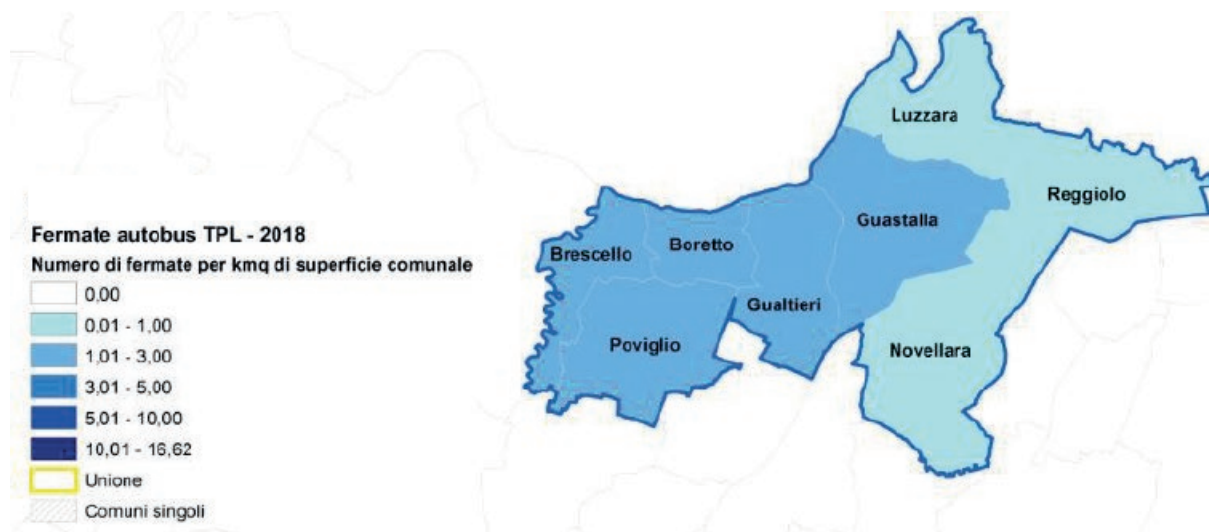 Fermate autobus TPL - 2018
Numero di fermate per kmq di superficie comunale
0,00
0,01 - 1,00
1,01 - 3,00
3,01 - 5,00
5,01 - 10,00
10,01 - 16,62
Unione
Comuni singoli
Luzzara
Reggiolo
Guastalla
Boretto
Brescello
Gualtieri
Poviglio
Novellara